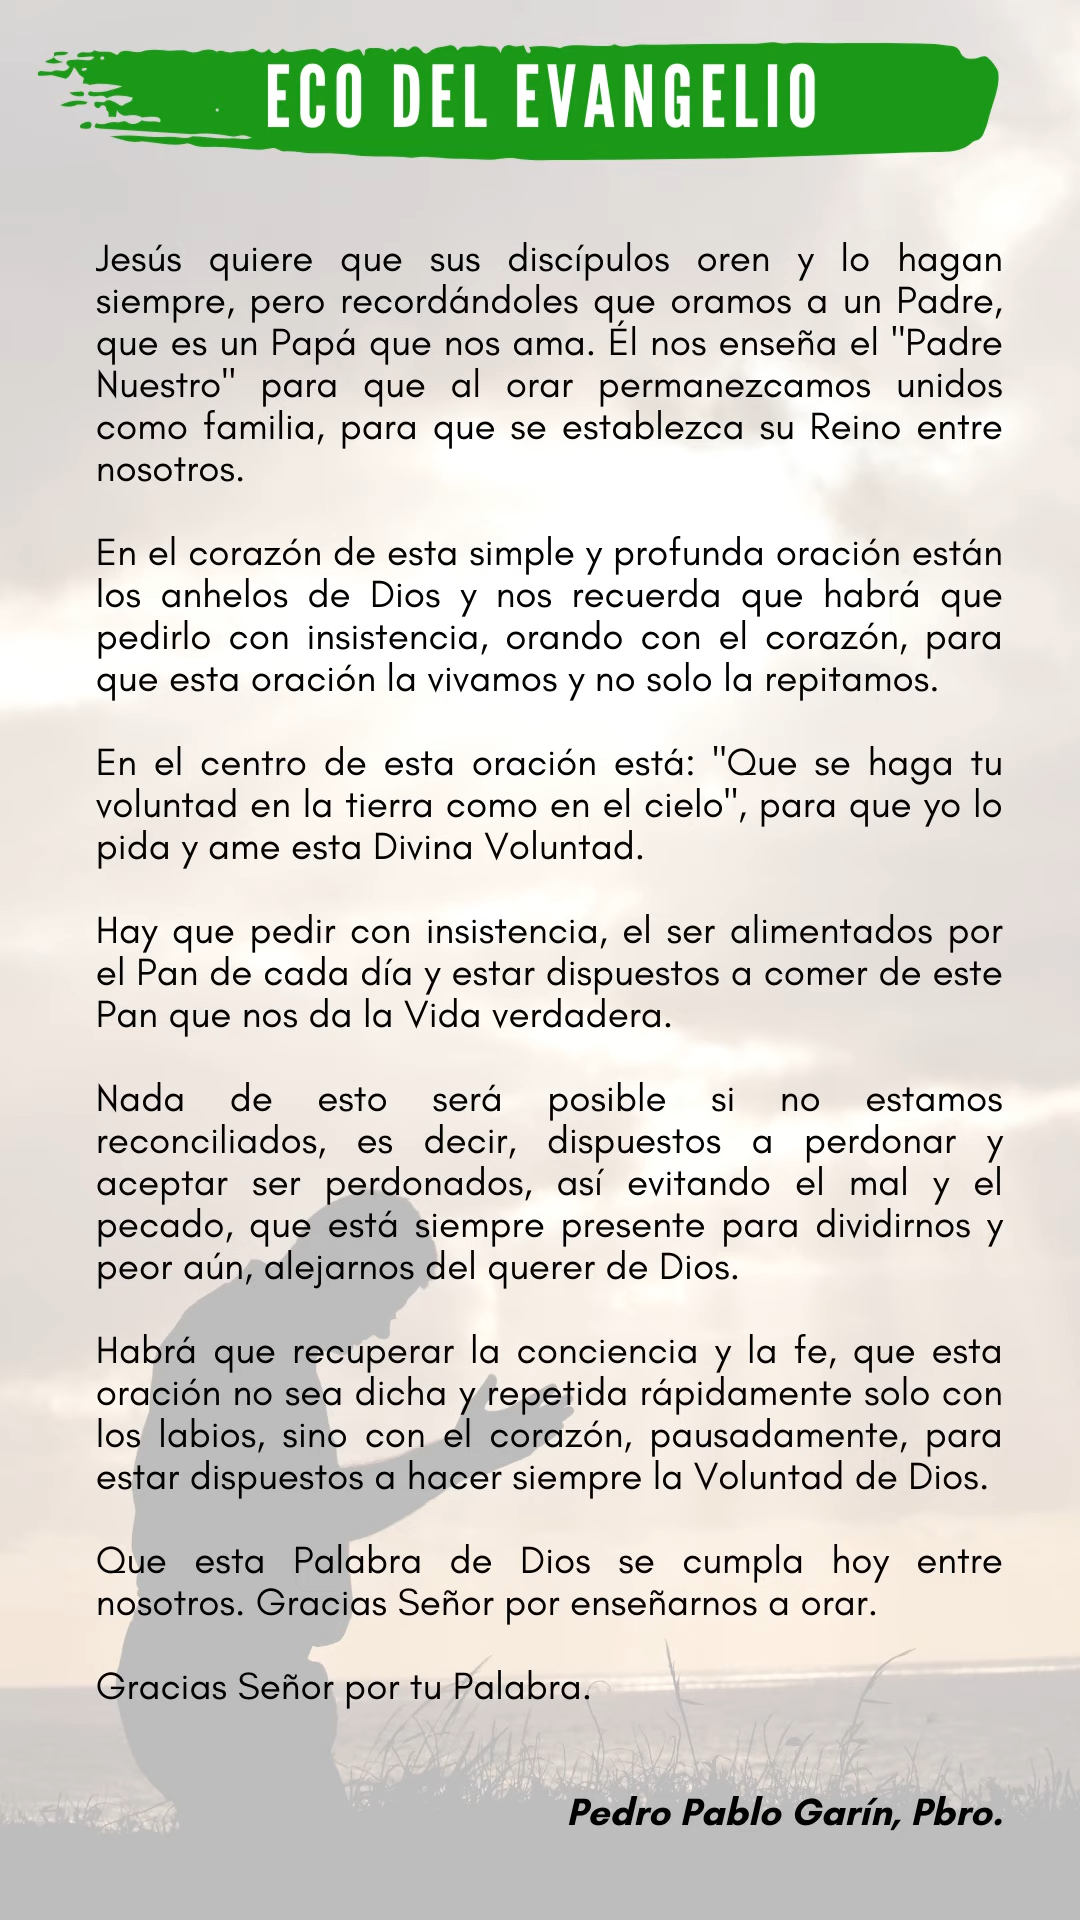 ECO DEL EVANGELIO
Jesús quiere que sus discípulos oren y lo hagan
siempre, pero recordándoles que oramos a un Padre,
que es un Papá que nos ama. Él nos enseña el "Padre
Nuestro" para que al orar permanezcamos unidos
como familia, para que se establezca su Reino entre
nosotros.
En el corazón de esta simple y profunda oración están
los anhelos de Dios y nos recuerda que habrá que
pedirlo con insistencia, orando con el corazón, para
que esta oración la vivamos y no solo la repitamos.
En el centro de esta oración está: "Que se haga tu
voluntad en la tierra como en el cielo", para que yo lo
pida y ame esta Divina Voluntad.
Hay que pedir con insistencia, el ser alimentados por
el Pan de cada día y estar dispuestos a comer de este
Pan que nos da la Vida verdadera.
Nada de esto será posible si no estamos
reconciliados, es decir, dispuestos a perdonar y
aceptar ser perdonados, así evitando el mal y el
pecado, que está siempre presente para dividirnos y
peor aún, alejarnos del querer de Dios.
Habrá que recuperar la conciencia y la fe, que esta
oración no sea dicha y repetida rápidamente solo con
los labios, sino con el corazón, pausadamente, para
estar dispuestos a hacer siempre la Voluntad de Dios.
Que esta Palabra de Dios se cumpla hoy entre
nosotros. Gracias Señor por enseñarnos a orar.
Gracias Señor por tu Palabra.
Pedro Pablo Garín, Pbro.